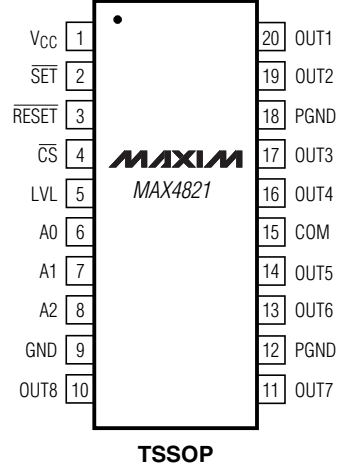 VCC 1
SET 2
RESET 3
CS 4
LVL 5
A0 6
A1 7
A2 8
GND 9
OUT8 10
MAXIM
MAX4821
20 OUT1
19 OUT2
18 PGND
17 OUT3
16 OUT4
15 COM
14 OUT5
13 OUT6
12 PGND
11 OUT7
TSSOP